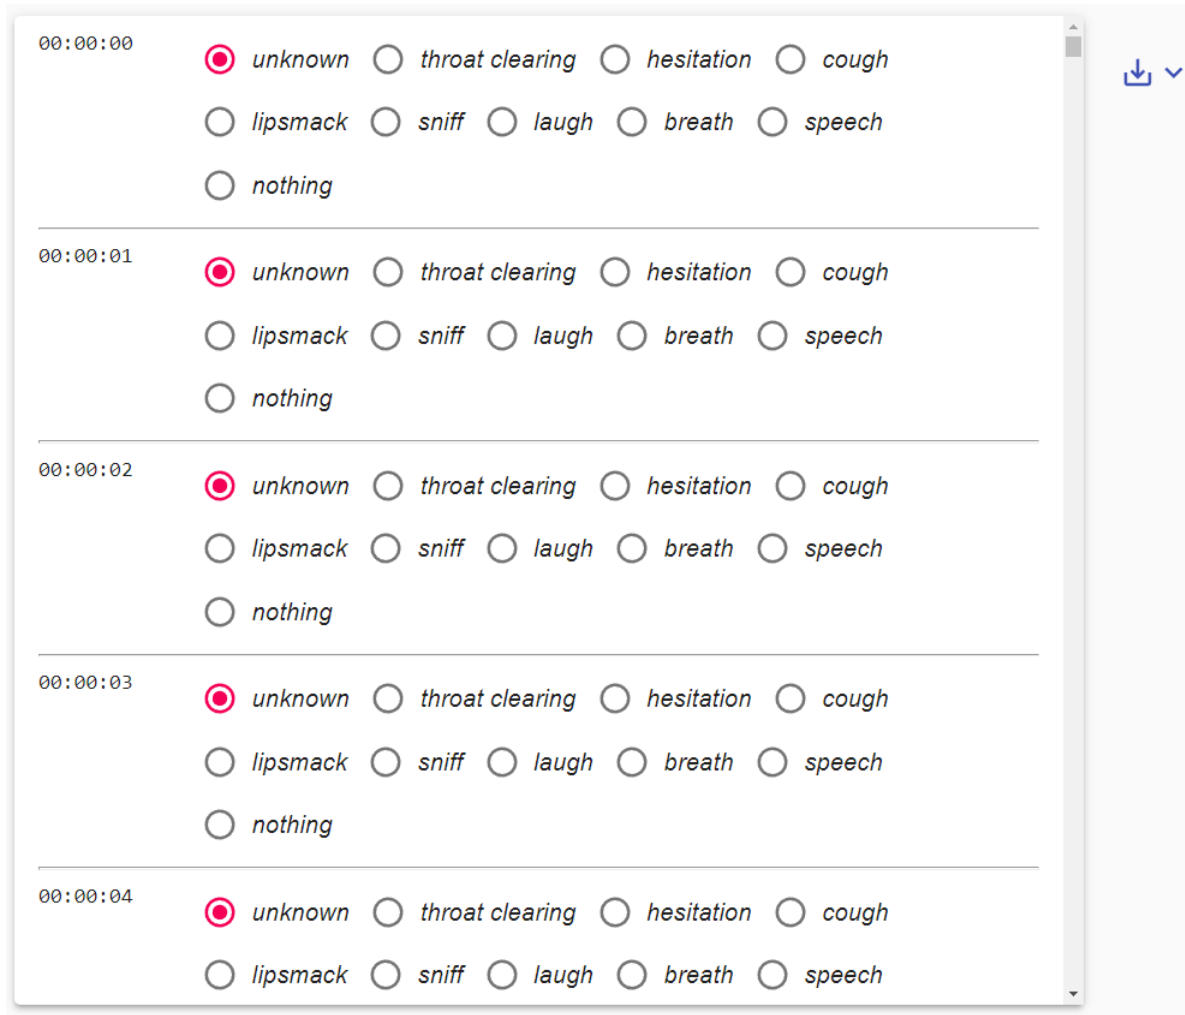 00:00:00 unknown throat clearing hesitation cough
lipsmack sniff laugh breath speech
nothing
00:00:01 unknown throat clearing hesitation cough
lipsmack sniff laugh breath speech
nothing
00:00:02 unknown throat clearing hesitation cough
lipsmack sniff laugh breath speech
nothing
00:00:03 unknown throat clearing hesitation cough
lipsmack sniff laugh breath speech
nothing
00:00:04 unknown throat clearing hesitation cough
lipsmack sniff laugh breath speech